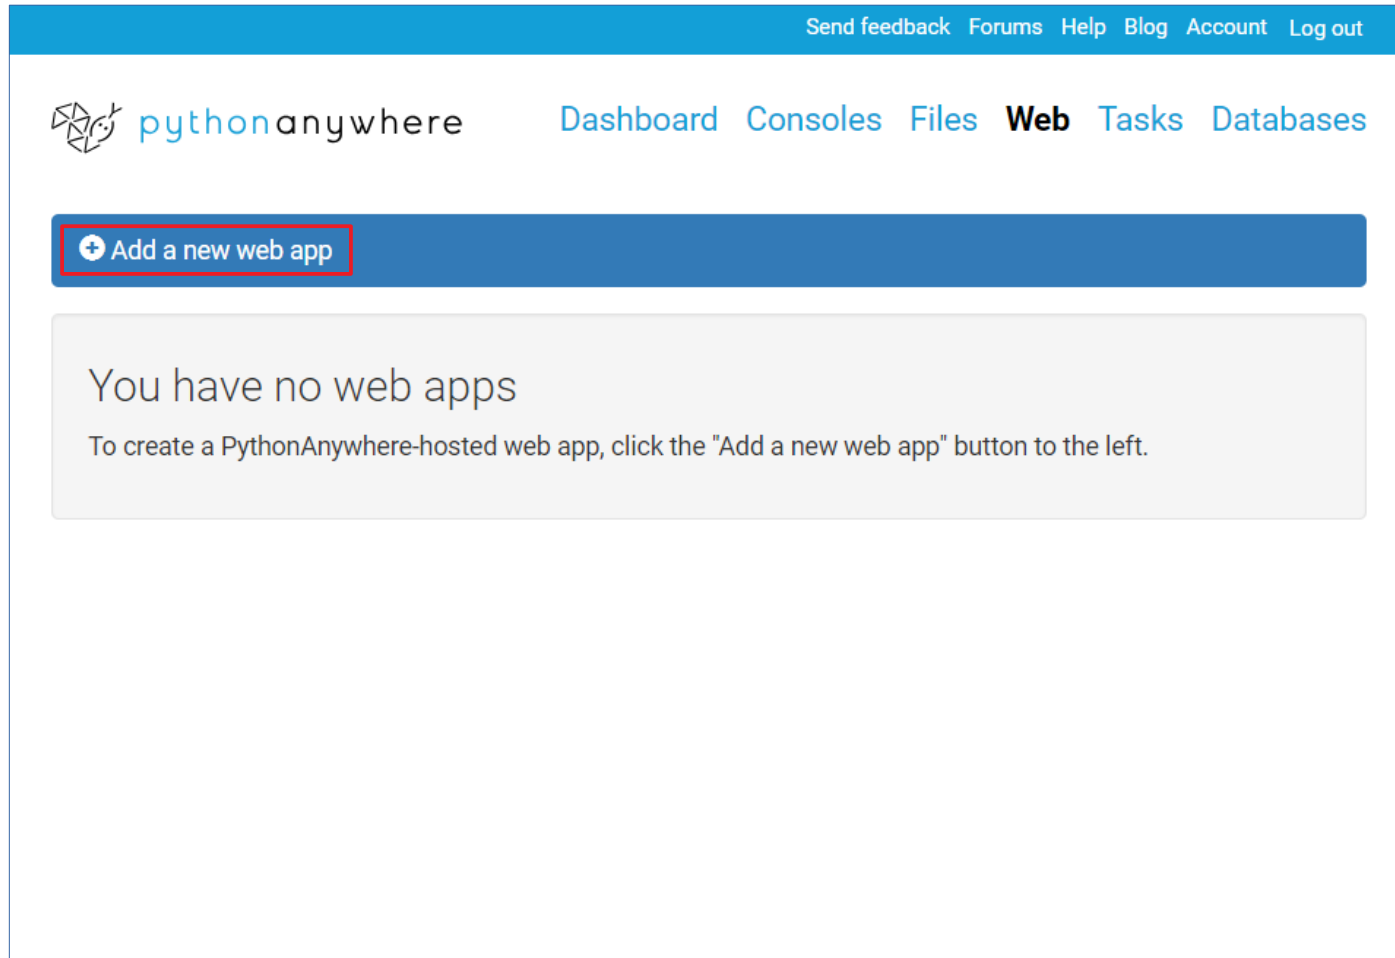 Send feedback Forums Help Blog Account Log out
pythonanywhere
Dashboard Consoles Files Web Tasks Databases
Add a new web app
You have no web apps
To create a PythonAnywhere-hosted web app, click the "Add a new web app" button to the left.